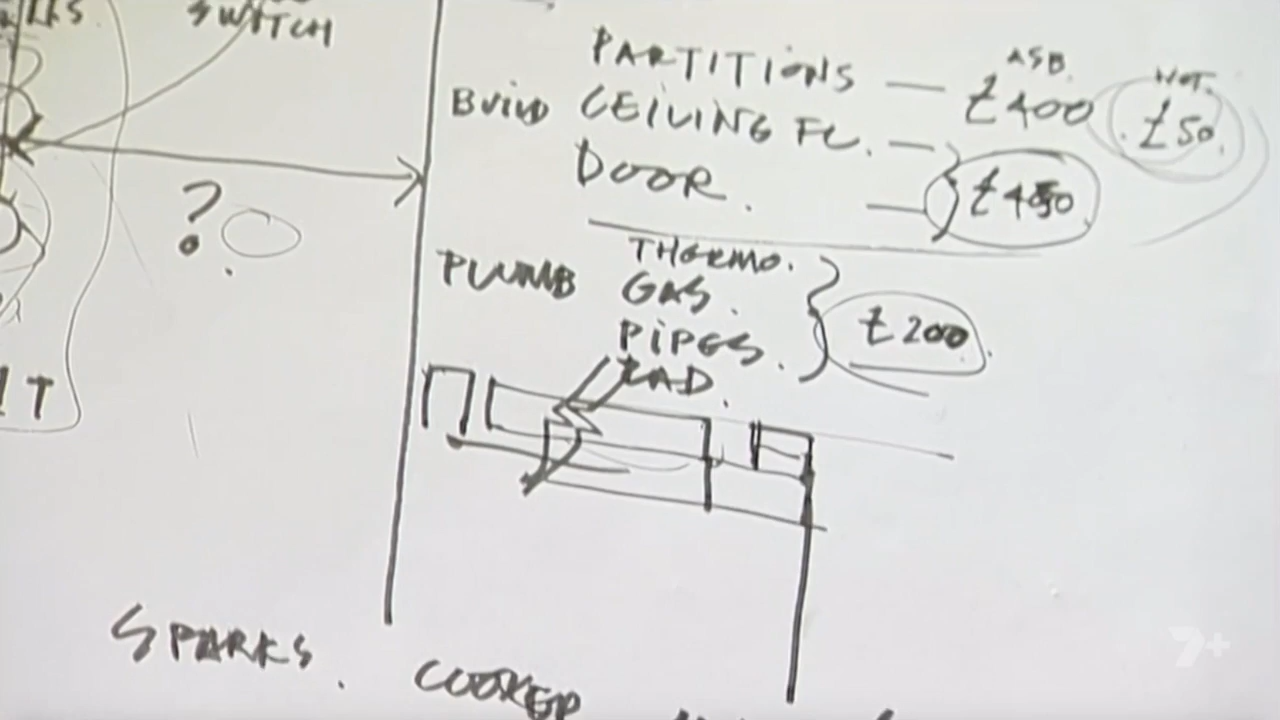 SWITCH
ASB. NOT.
PARTITIONS — £400 £50.
BUILD CEILING FC. —
DOOR. — £450
?
THERMO.
PLUMB GAS.
PIPES. £200.
RAD.
SPARKS. COOKER
7+